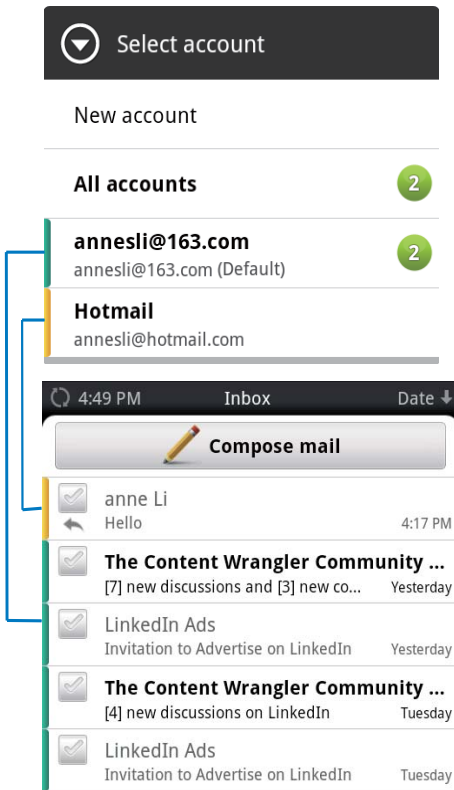 Select account
New account
All accounts 2
annesli@163.com 2
annesli@163.com (Default)
Hotmail
annesli@hotmail.com
4:49 PM Inbox Date
Compose mail
anne Li
Hello 4:17 PM
The Content Wrangler Community ...
[7] new discussions and [3] new co... Yesterday
LinkedIn Ads
Invitation to Advertise on LinkedIn Yesterday
The Content Wrangler Community ...
[4] new discussions on LinkedIn Tuesday
LinkedIn Ads
Invitation to Advertise on LinkedIn Tuesday